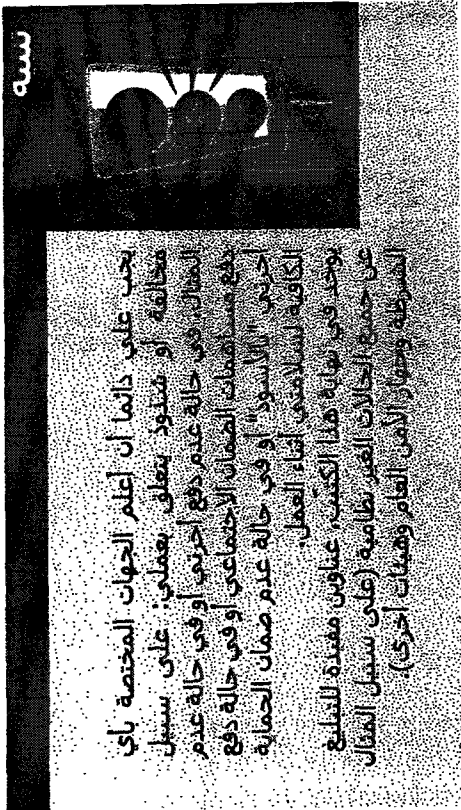 تنبيه
يجب علي دائما أن أعلم الجهات المختصة بأي
مخالفة أو شذوذ يتعلق بعملي: على سبيل
المثال، في حالة عدم دفع أجرتي أو في حالة عدم
دفع مساهمات الضمان الاجتماعي أو في حالة دفع
أجرتي "بالأسود" أو في حالة عدم ضمان الحماية
الكافية لسلامتي أثناء العمل.
يوجد في نهاية هذا الكتيب، عناوين مفيدة للتبليغ
عن جميع الحالات الغير نظامية (على سبيل المثال
الشرطة وجهاز الأمن العام وهيئات أخرى).